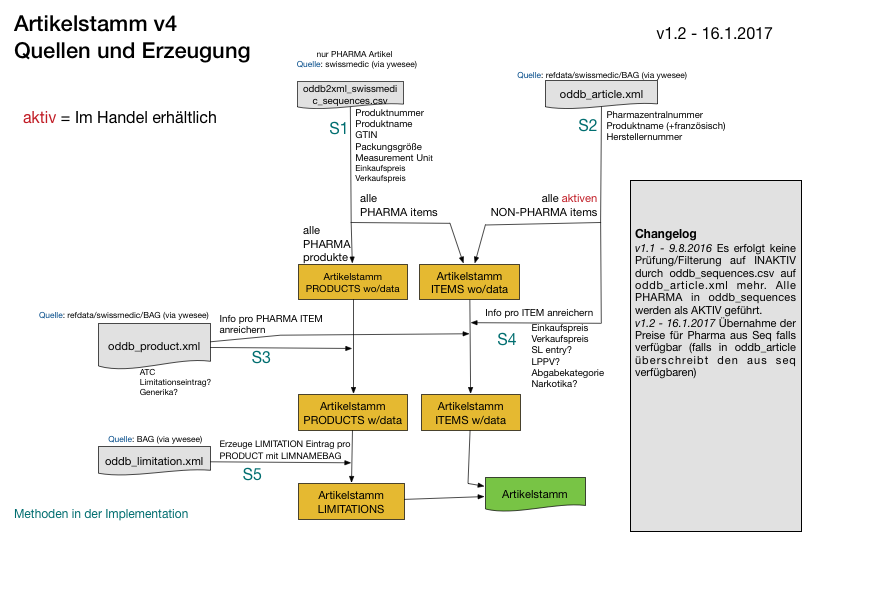 Artikelstamm v4
Quellen und Erzeugung
v1.2 - 16.1.2017
aktiv = Im Handel erhältlich
nur PHARMA Artikel
Quelle: swissmedic (via ywesee)
oddb2xml_swissmedi
c_sequences.csv
S1
Produktnummer
Produktname
GTIN
Packungsgröße
Measurement Unit
Einkaufspreis
Verkaufspreis
Quelle: refdata/swissmedic/BAG (via ywesee)
oddb_article.xml
S2
Pharmazentralnummer
Produktname (+französisch)
Herstellernummer
alle
PHARMA items
alle aktiven
NON-PHARMA items
alle
PHARMA
produkte
Artikelstamm
PRODUCTS wo/data
Artikelstamm
ITEMS wo/data
Quelle: refdata/swissmedic/BAG (via ywesee)
oddb_product.xml
Info pro PHARMA ITEM
anreichern
S3
ATC
Limitationseintrag?
Generika?
Info pro ITEM anreichern
S4
Einkaufspreis
Verkaufspreis
SL entry?
LPPV?
Abgabekategorie
Narkotika?
Artikelstamm
PRODUCTS w/data
Artikelstamm
ITEMS w/data
Quelle: BAG (via ywesee)
oddb_limitation.xml
Erzeuge LIMITATION Eintrag pro
PRODUCT mit LIMNAMEBAG
S5
Artikelstamm
LIMITATIONS
Artikelstamm
Methoden in der Implementation
Changelog
v1.1 - 9.8.2016 Es erfolgt keine
Prüfung/Filterung auf INAKTIV
durch oddb_sequences.csv auf
oddb_article.xml mehr. Alle
PHARMA in oddb_sequences
werden als AKTIV geführt.
v1.2 - 16.1.2017 Übernahme der
Preise für Pharma aus Seq falls
verfügbar (falls in oddb_article
überschreibt den aus seq
verfügbaren)